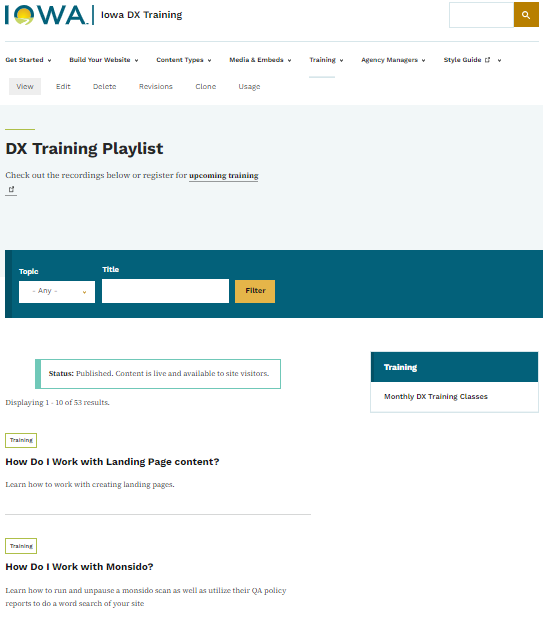 IOWA. Iowa DX Training
Get Started Build Your Website Content Types Media & Embeds Training Agency Managers Style Guide
View Edit Delete Revisions Clone Usage
DX Training Playlist
Check out the recordings below or register for upcoming training
Topic Title
- Any - Filter
Status: Published. Content is live and available to site visitors.
Displaying 1 - 10 of 53 results.
Training
Monthly DX Training Classes
Training
How Do I Work with Landing Page content?
Learn how to work with creating landing pages.
Training
How Do I Work with Monsido?
Learn how to run and unpause a monsido scan as well as utilize their QA policy
reports to do a word search of your site